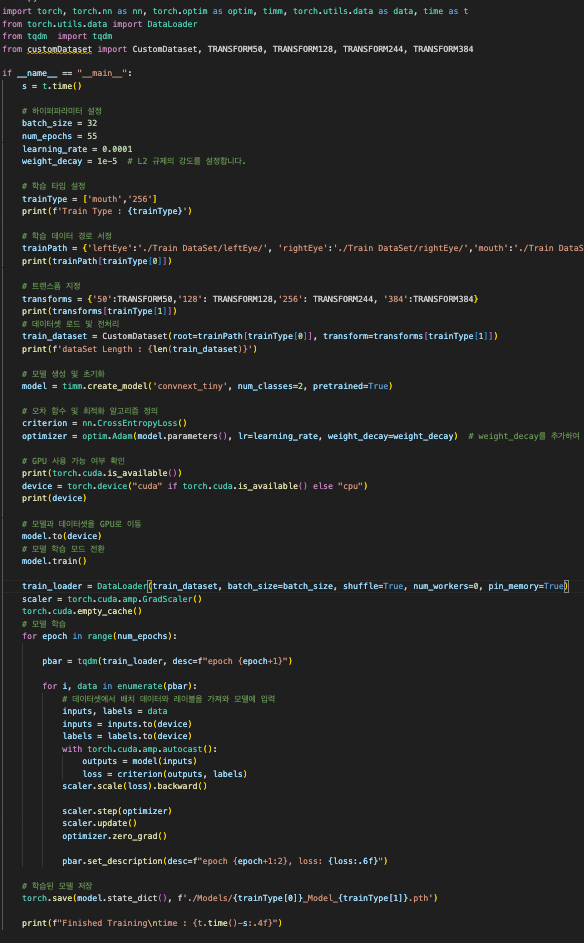 import torch, torch.nn as nn, torch.optim as optim, timm, torch.utils.data as data, time as t
from torch.utils.data import DataLoader
from tqdm  import tqdm
from customDataset import CustomDataset, TRANSFORM50, TRANSFORM128, TRANSFORM244, TRANSFORM384
if __name__ == "__main__":
s = t.time()
# 하이퍼파라미터 설정
batch_size = 32
num_epochs = 55
learning_rate = 0.0001
weight_decay = 1e-5  # L2 규제의 강도를 설정합니다.
# 학습 타입 설정
trainType = ['mouth','256']
print(f'Train Type : {trainType}')
# 학습 데이터 경로 서정
trainPath = {'leftEye':'./Train DataSet/leftEye/', 'rightEye':'./Train DataSet/rightEye/','mouth':'./Train DataS
print(trainPath[trainType[0]])
# 트랜스폼 지정
transforms = {'50':TRANSFORM50,'128': TRANSFORM128,'256': TRANSFORM244, '384':TRANSFORM384}
print(transforms[trainType[1]])
# 데이터셋 로드 및 전처리
train_dataset = CustomDataset(root=trainPath[trainType[0]], transform=transforms[trainType[1]])
print(f'dataSet Length : {len(train_dataset)}')
# 모델 생성 및 초기화
model = timm.create_model('convnext_tiny', num_classes=2, pretrained=True)
# 오차 함수 및 최적화 알고리즘 정의
criterion = nn.CrossEntropyLoss()
optimizer = optim.Adam(model.parameters(), lr=learning_rate, weight_decay=weight_decay)  # weight_decay를 추가하여
# GPU 사용 가능 여부 확인
print(torch.cuda.is_available())
device = torch.device("cuda" if torch.cuda.is_available() else "cpu")
print(device)
# 모델과 데이터셋을 GPU로 이동
model.to(device)
# 모델 학습 모드 전환
model.train()
train_loader = DataLoader(train_dataset, batch_size=batch_size, shuffle=True, num_workers=0, pin_memory=True)
scaler = torch.cuda.amp.GradScaler()
torch.cuda.empty_cache()
# 모델 학습
for epoch in range(num_epochs):
pbar = tqdm(train_loader, desc=f"epoch {epoch+1}")
for i, data in enumerate(pbar):
# 데이터셋에서 배치 데이터와 레이블을 가져와 모델에 입력
inputs, labels = data
inputs = inputs.to(device)
labels = labels.to(device)
with torch.cuda.amp.autocast():
outputs = model(inputs)
loss = criterion(outputs, labels)
scaler.scale(loss).backward()
scaler.step(optimizer)
scaler.update()
optimizer.zero_grad()
pbar.set_description(desc=f"epoch {epoch+1:2}, loss: {loss:.6f}")
# 학습된 모델 저장
torch.save(model.state_dict(), f'./Models/{trainType[0]}_Model_{trainType[1]}.pth')
print(f"Finished Training\ntime : {t.time()-s:.4f}")